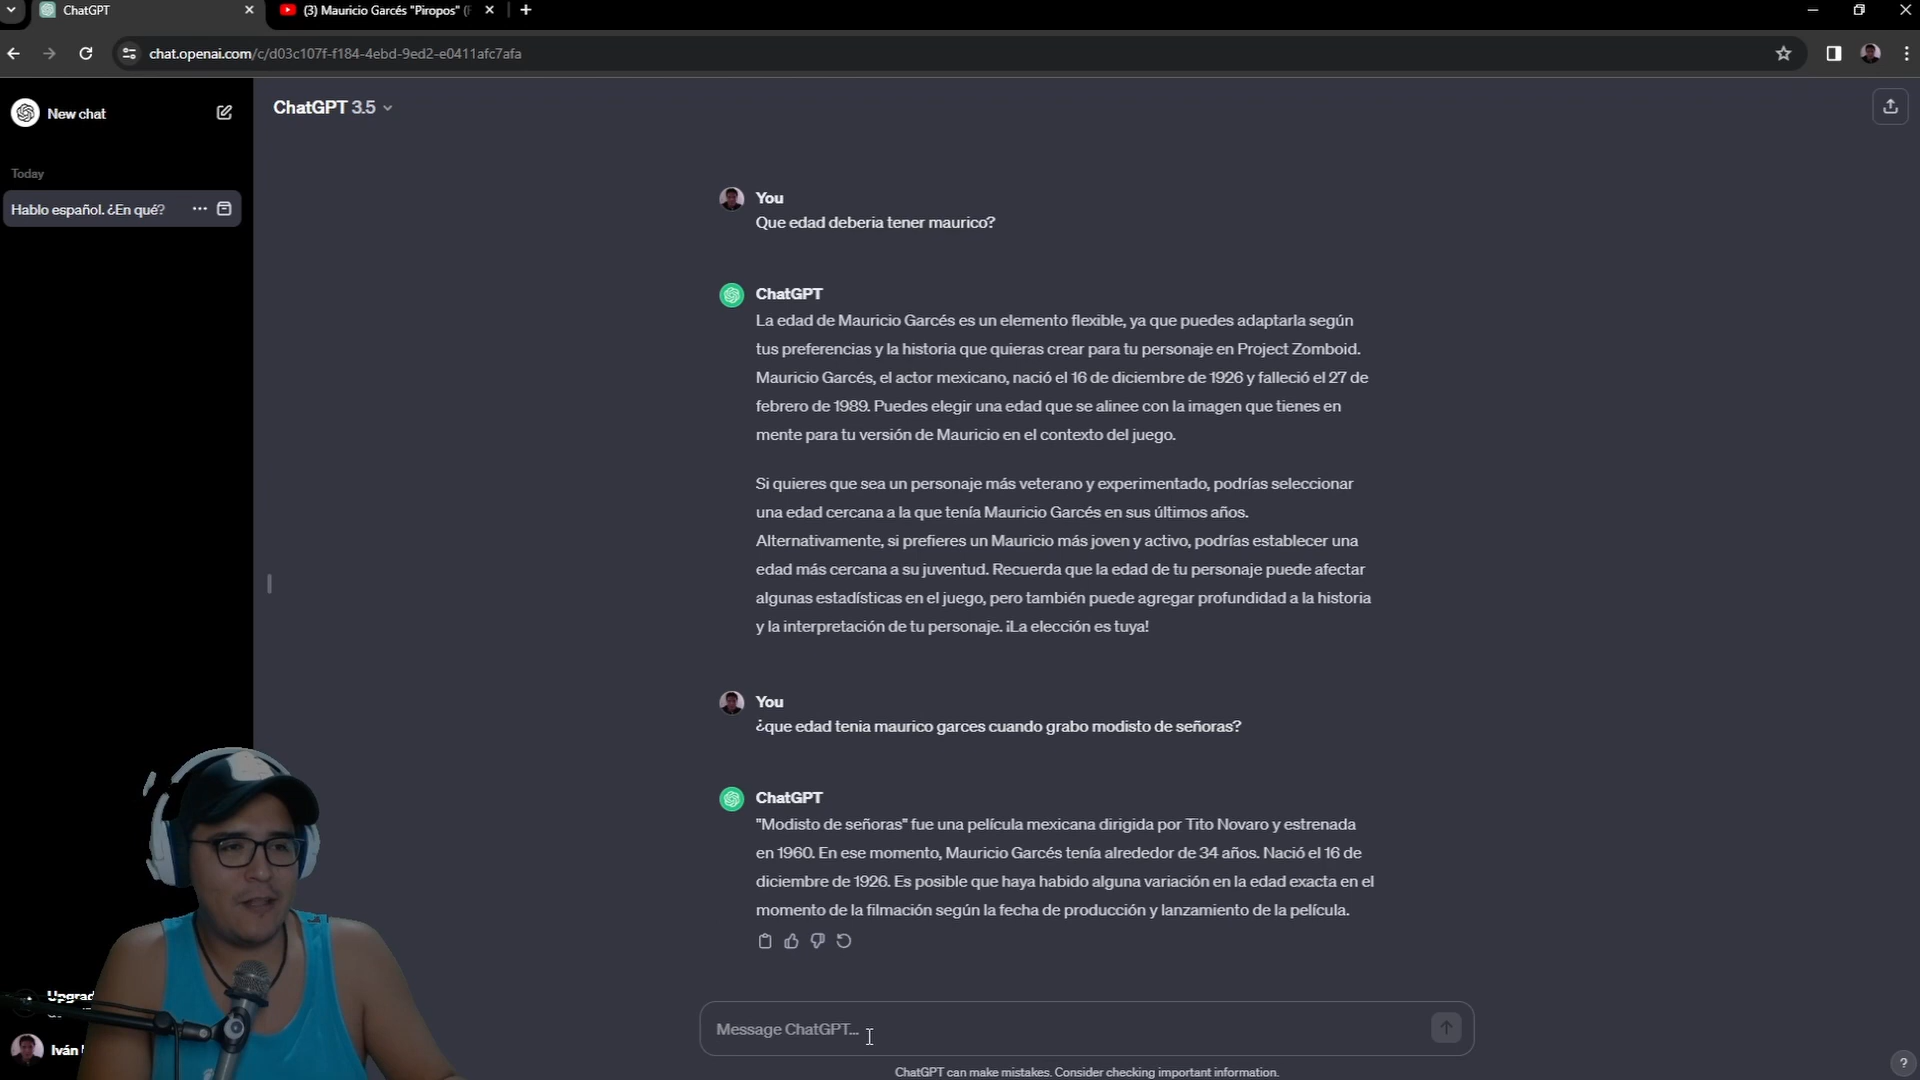 ChatGPT
(3) Mauricio Garcés "Piropos" (
chat.openai.com/c/d03c107f-f184-4ebd-9ed2-e0411afc7afa
New chat
ChatGPT 3.5
Today
Hablo español. ¿En qué?
You
Que edad deberia tener maurico?
ChatGPT
La edad de Mauricio Garcés es un elemento flexible, ya que puedes adaptarla según
tus preferencias y la historia que quieras crear para tu personaje en Project Zomboid.
Mauricio Garcés, el actor mexicano, nació el 16 de diciembre de 1926 y falleció el 27 de
febrero de 1989. Puedes elegir una edad que se alinee con la imagen que tienes en
mente para tu versión de Mauricio en el contexto del juego.
Si quieres que sea un personaje más veterano y experimentado, podrías seleccionar
una edad cercana a la que tenía Mauricio Garcés en sus últimos años.
Alternativamente, si prefieres un Mauricio más joven y activo, podrías establecer una
edad más cercana a su juventud. Recuerda que la edad de tu personaje puede afectar
algunas estadísticas en el juego, pero también puede agregar profundidad a la historia
y la interpretación de tu personaje. ¡La elección es tuya!
You
¿que edad tenia maurico garces cuando grabo modisto de señoras?
ChatGPT
"Modisto de señoras" fue una película mexicana dirigida por Tito Novaro y estrenada
en 1960. En ese momento, Mauricio Garcés tenía alrededor de 34 años. Nació el 16 de
diciembre de 1926. Es posible que haya habido alguna variación en la edad exacta en el
momento de la filmación según la fecha de producción y lanzamiento de la película.
Upgrad
Iván
Message ChatGPT...
ChatGPT can make mistakes. Consider checking important information.
?